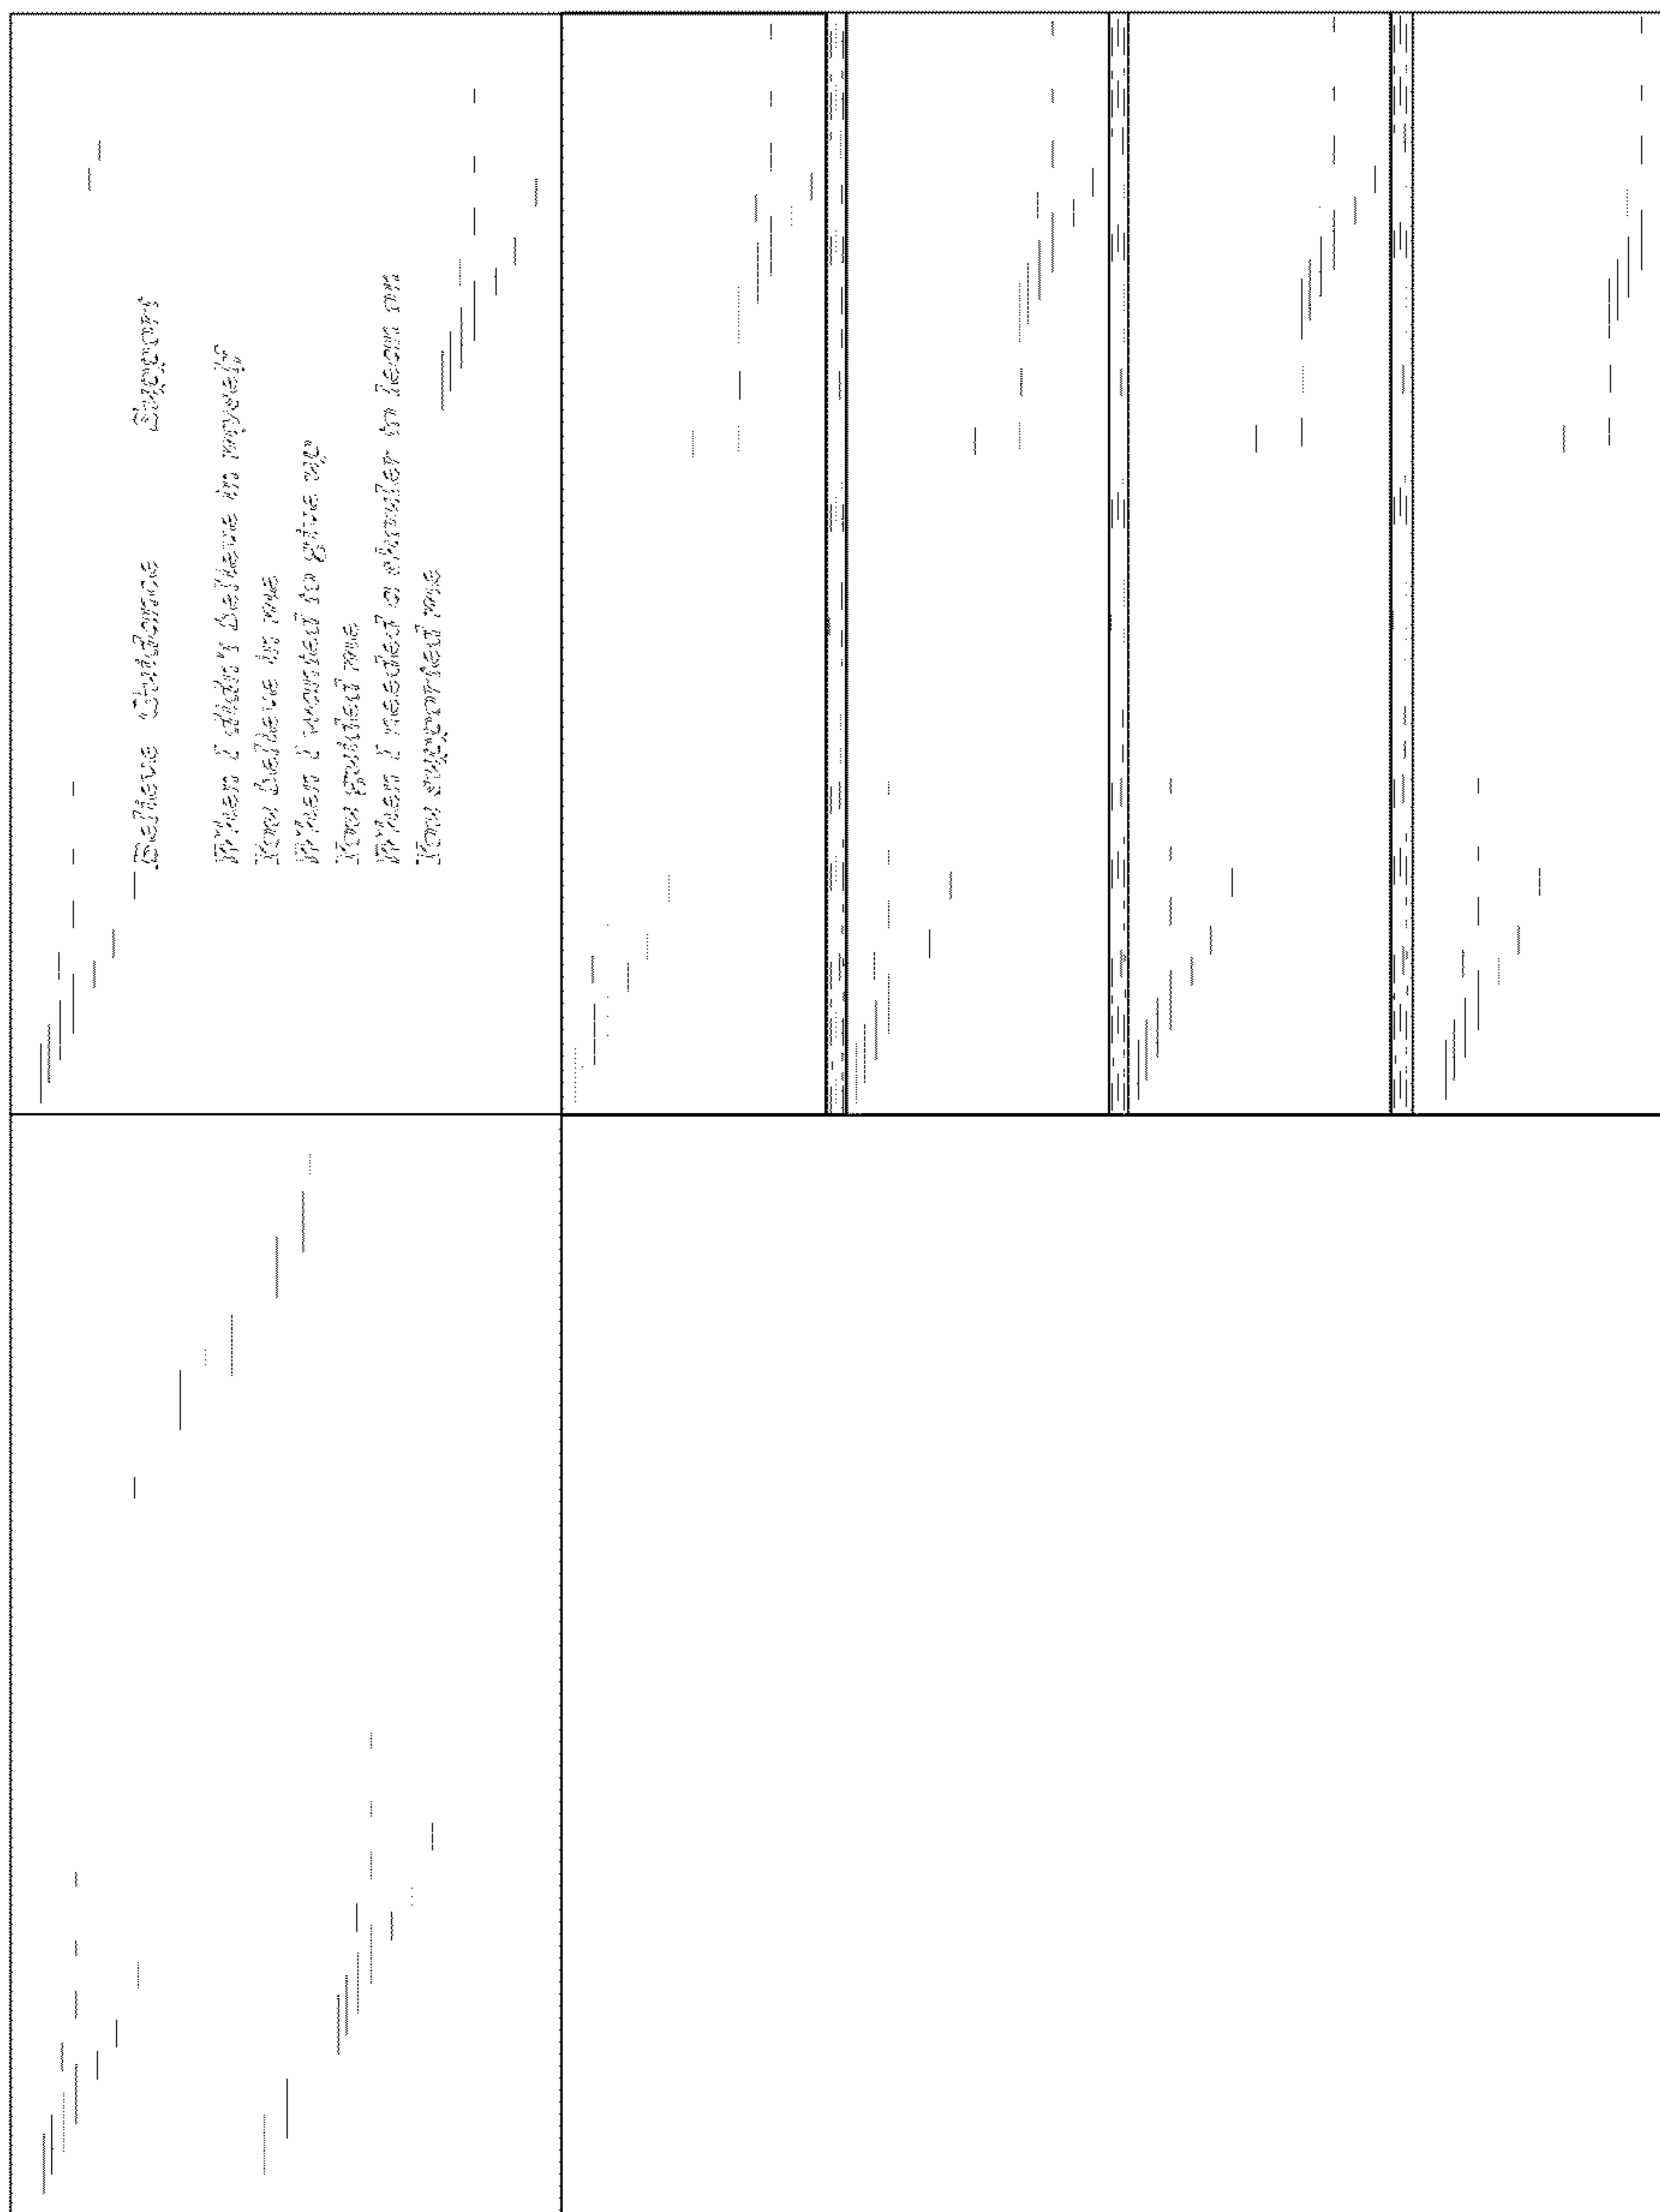 Believe Guidance Support
When I didn't believe in myself
You believe in me
When I wanted to give up
You guided me
When I needed a shoulder to lean on
You supported me